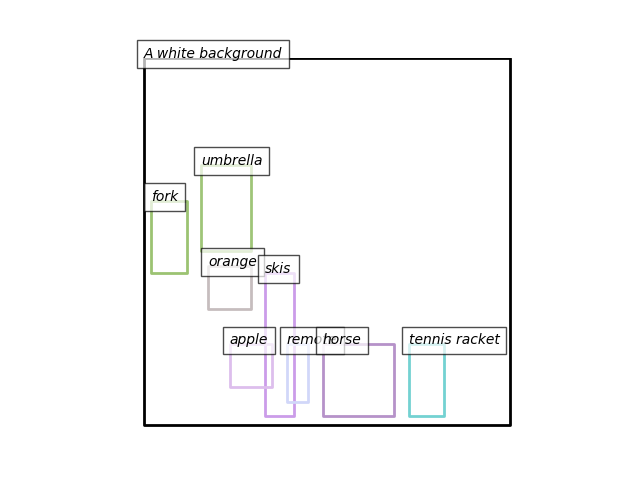 A white background
umbrella
fork
orange
skis
apple
horse
tennis racket